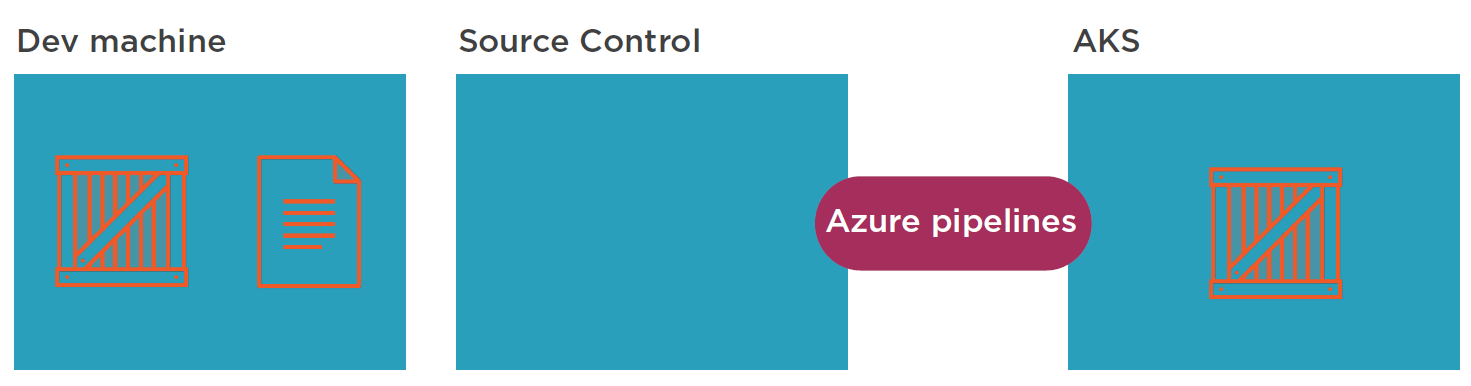 Dev machine
Source Control
AKS
Azure pipelines